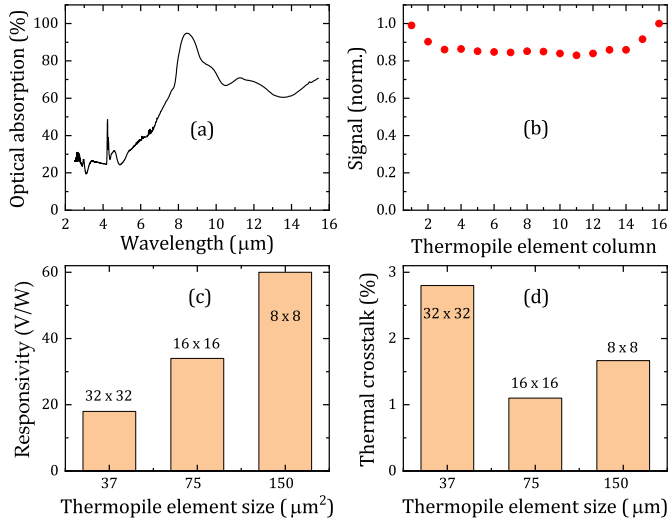 Optical absorption (%)
100
80
60
40
20
0
(a)
2 4 6 8 10 12 14 16
Wavelength (μm)
Signal (norm.)
1.0
0.8
0.6
0.4
0.2
0.0
(b)
2 4 6 8 10 12 14 16
Thermopile element column
Responsivity (V/W)
60
40
20
0
(c)
32 x 32
16 x 16
8 x 8
37 75 150
Thermopile element size ( μm²)
Thermal crosstalk (%)
3
2
1
0
(d)
32 x 32
16 x 16
8 x 8
37 75 150
Thermopile element size ( μm)